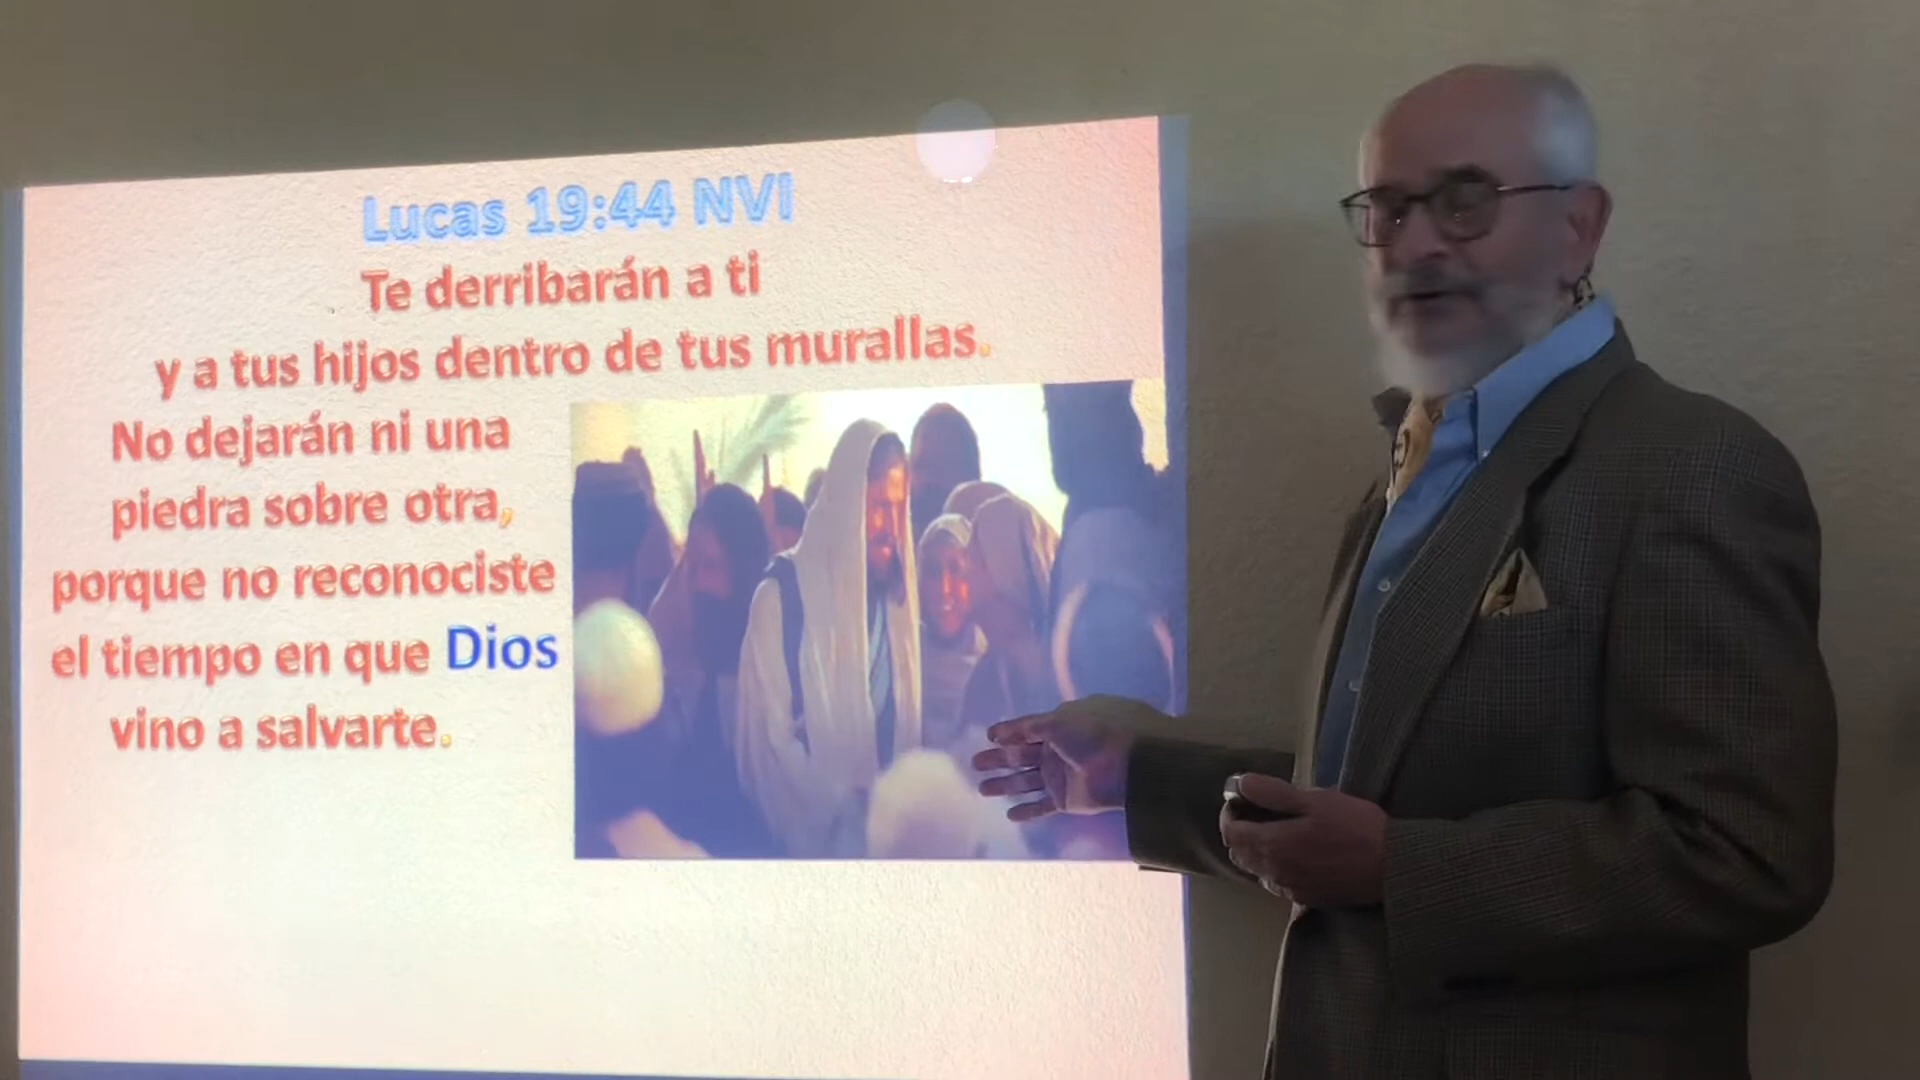 Lucas 19:44 NVI
Te derribarán a ti
y a tus hijos dentro de tus murallas.
No dejarán ni una
piedra sobre otra,
porque no reconociste
el tiempo en que Dios
vino a salvarte.